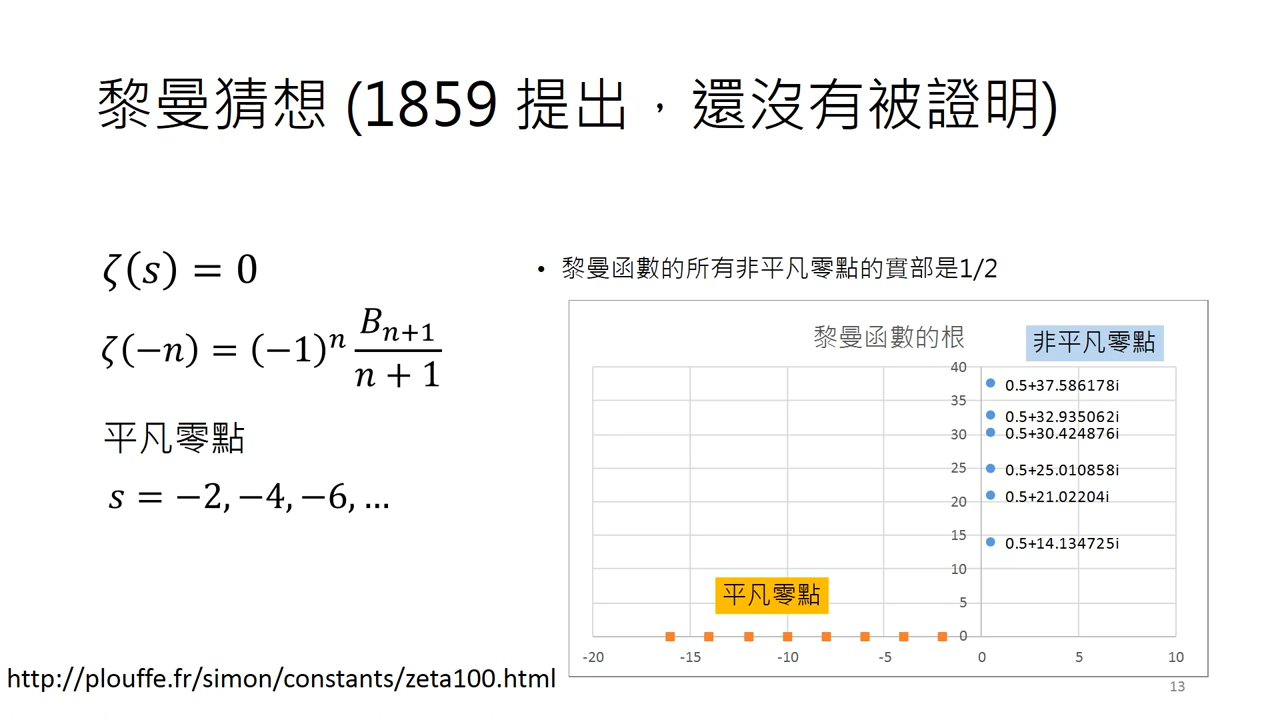 黎曼猜想 (1859 提出，還沒有被證明)
ζ(s) = 0
ζ(−n) = (−1)ⁿ Bₙ₊₁ / n + 1
平凡零點
s = −2, −4, −6, …
• 黎曼函數的所有非平凡零點的實部是1/2
黎曼函數的根
非平凡零點
40
0.5+37.586178i
35
0.5+32.935062i
30
0.5+30.424876i
25
0.5+25.010858i
20
0.5+21.02204i
15
0.5+14.134725i
10
平凡零點
5
0
-20 -15 -10 -5 0 5 10
http://plouffe.fr/simon/constants/zeta100.html
13